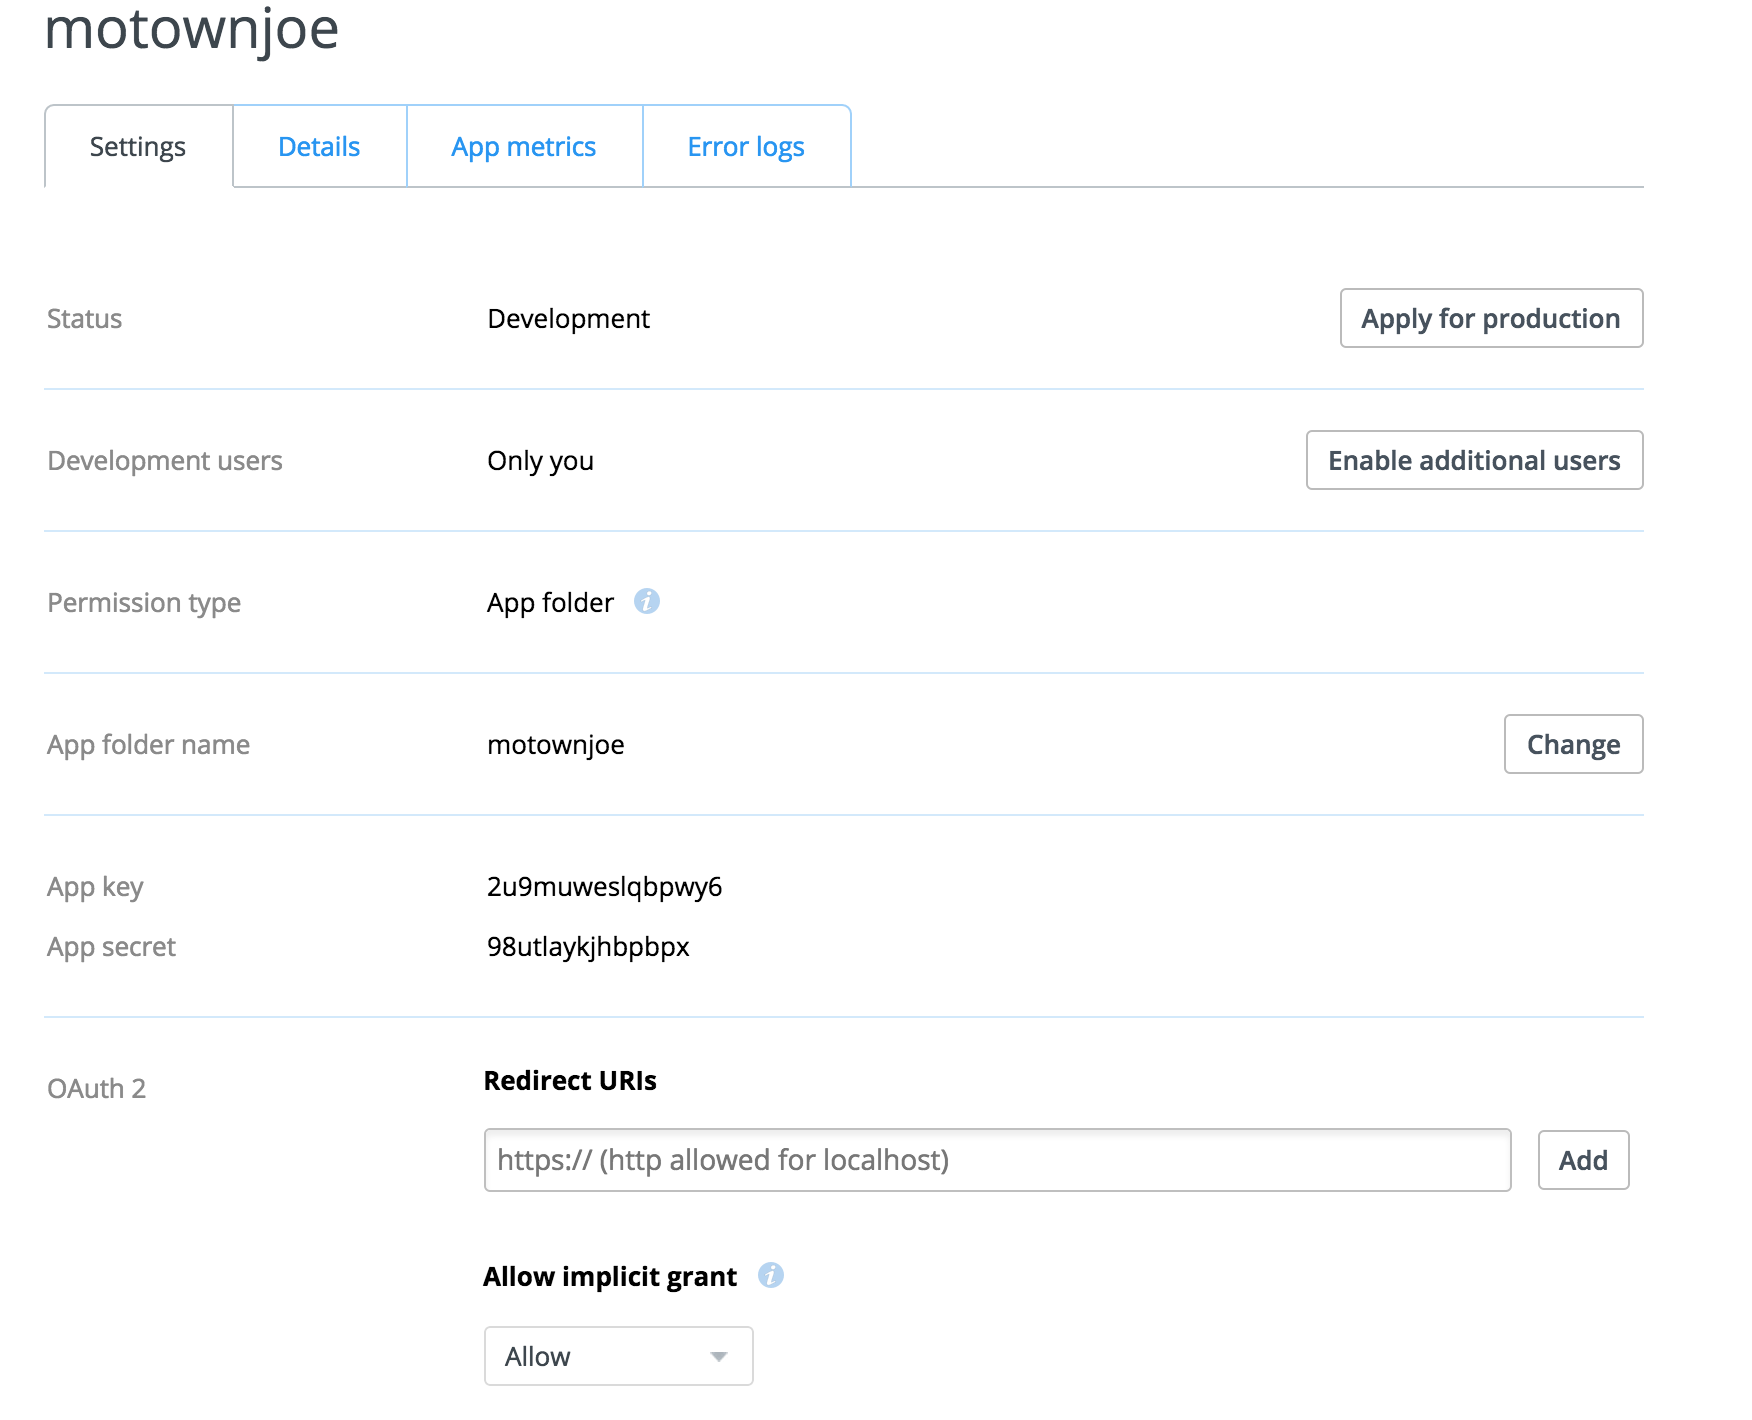 motownjoe
Settings Details App metrics Error logs
Status Development Apply for production
Development users Only you Enable additional users
Permission type App folder i
App folder name motownjoe Change
App key 2u9muweslqbpwy6
App secret 98utlaykjhbpbpx
OAuth 2 Redirect URIs
https:// (http allowed for localhost) Add
Allow implicit grant i
Allow